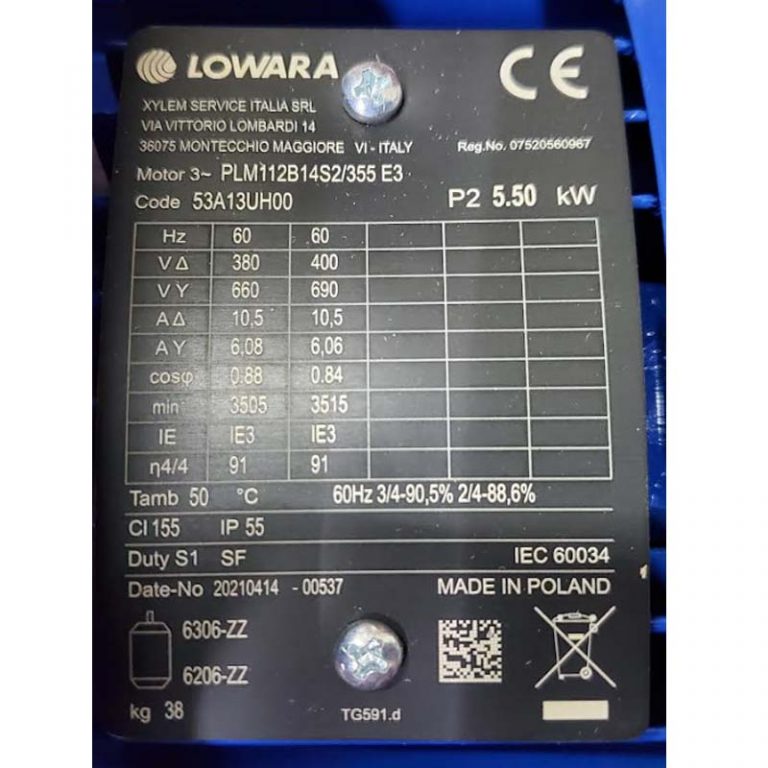 LOWARA
CE
XYLEM SERVICE ITALIA SRL
VIA VITTORIO LOMBARDI 14
36075 MONTECCHIO MAGGIORE VI - ITALY
Reg.No. 07520560967
Motor 3~ PLM112B14S2/355 E3
Code 53A13UH00 P2 5.50 kW
Hz 60 60
V Δ 380 400
V Y 660 690
A Δ 10,5 10,5
A Y 6,08 6,06
cosφ 0.88 0.84
min 3505 3515
IE IE3 IE3
η4/4 91 91
Tamb 50 °C 60Hz 3/4-90,5% 2/4-88,6%
Cl 155 IP 55
Duty S1 SF IEC 60034
Date-No 20210414 - 00537 MADE IN POLAND
6306-ZZ
6206-ZZ
kg 38 TG591.d